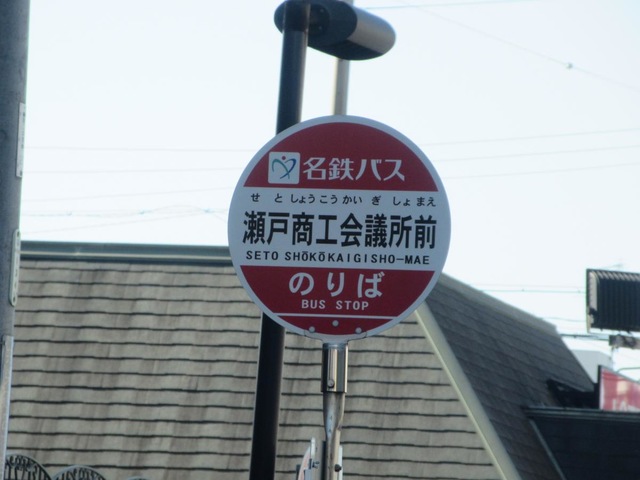 名鉄バス
せとしょうこうかいぎしょまえ
瀬戸商工会議所前
SETO SHŌKŌKAIGISHO-MAE
のりば
BUS STOP